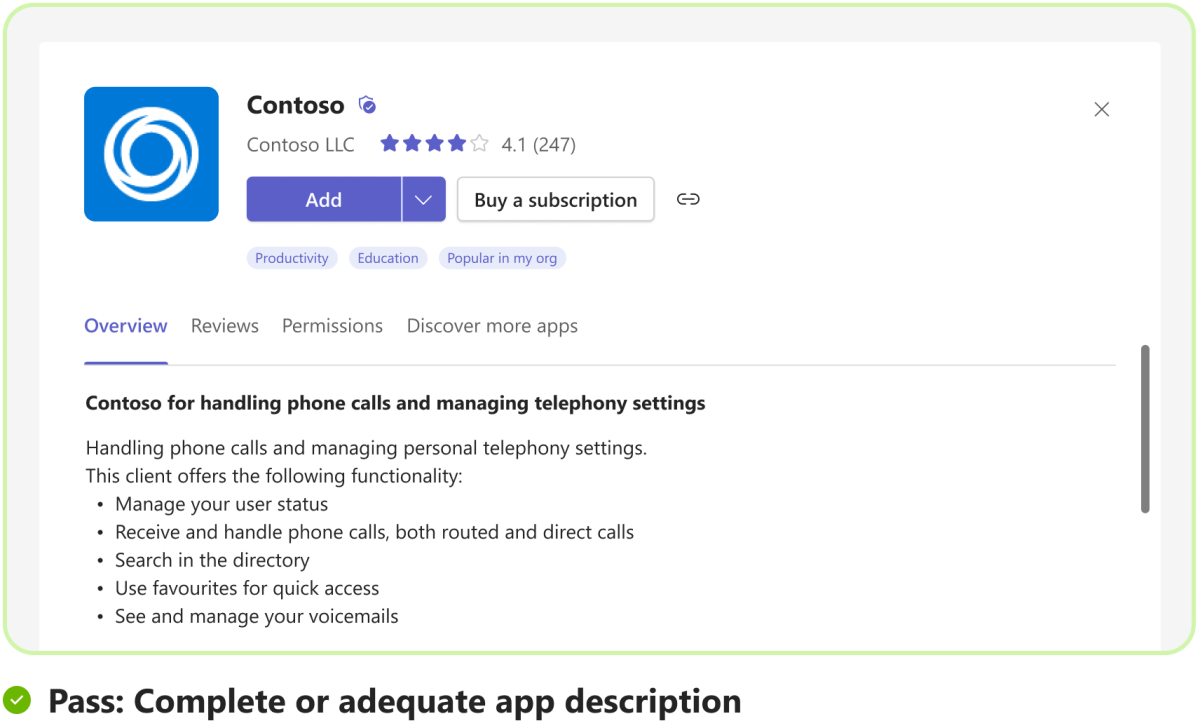 Contoso
Contoso LLC 4.1 (247)
Add Buy a subscription
Productivity Education Popular in my org
Overview Reviews Permissions Discover more apps
Contoso for handling phone calls and managing telephony settings
Handling phone calls and managing personal telephony settings.
This client offers the following functionality:
• Manage your user status
• Receive and handle phone calls, both routed and direct calls
• Search in the directory
• Use favourites for quick access
• See and manage your voicemails
Pass: Complete or adequate app description